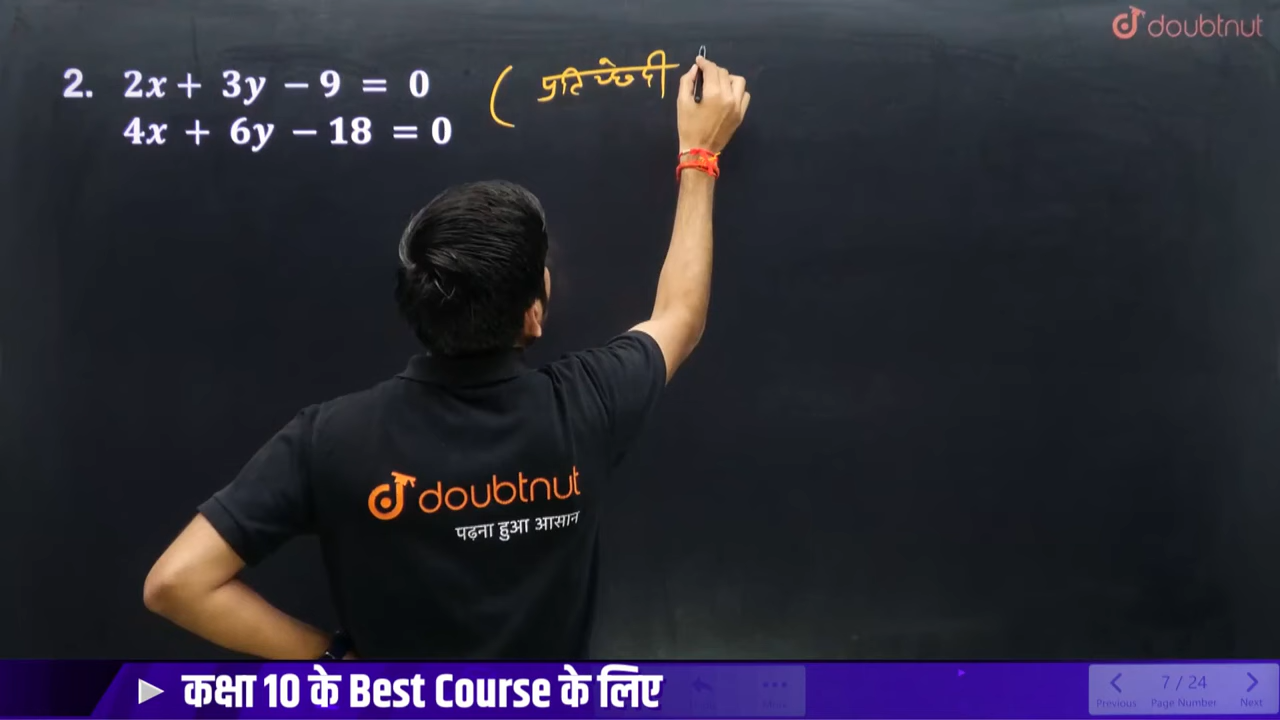 doubtnut
2. 2x + 3y − 9 = 0 ( प्रतिच्छेदी
4x + 6y − 18 = 0
doubtnut
पढ़ना हुआ आसान
कक्षा 10 के Best Course के लिए
7 / 24
Previous Page Number Next